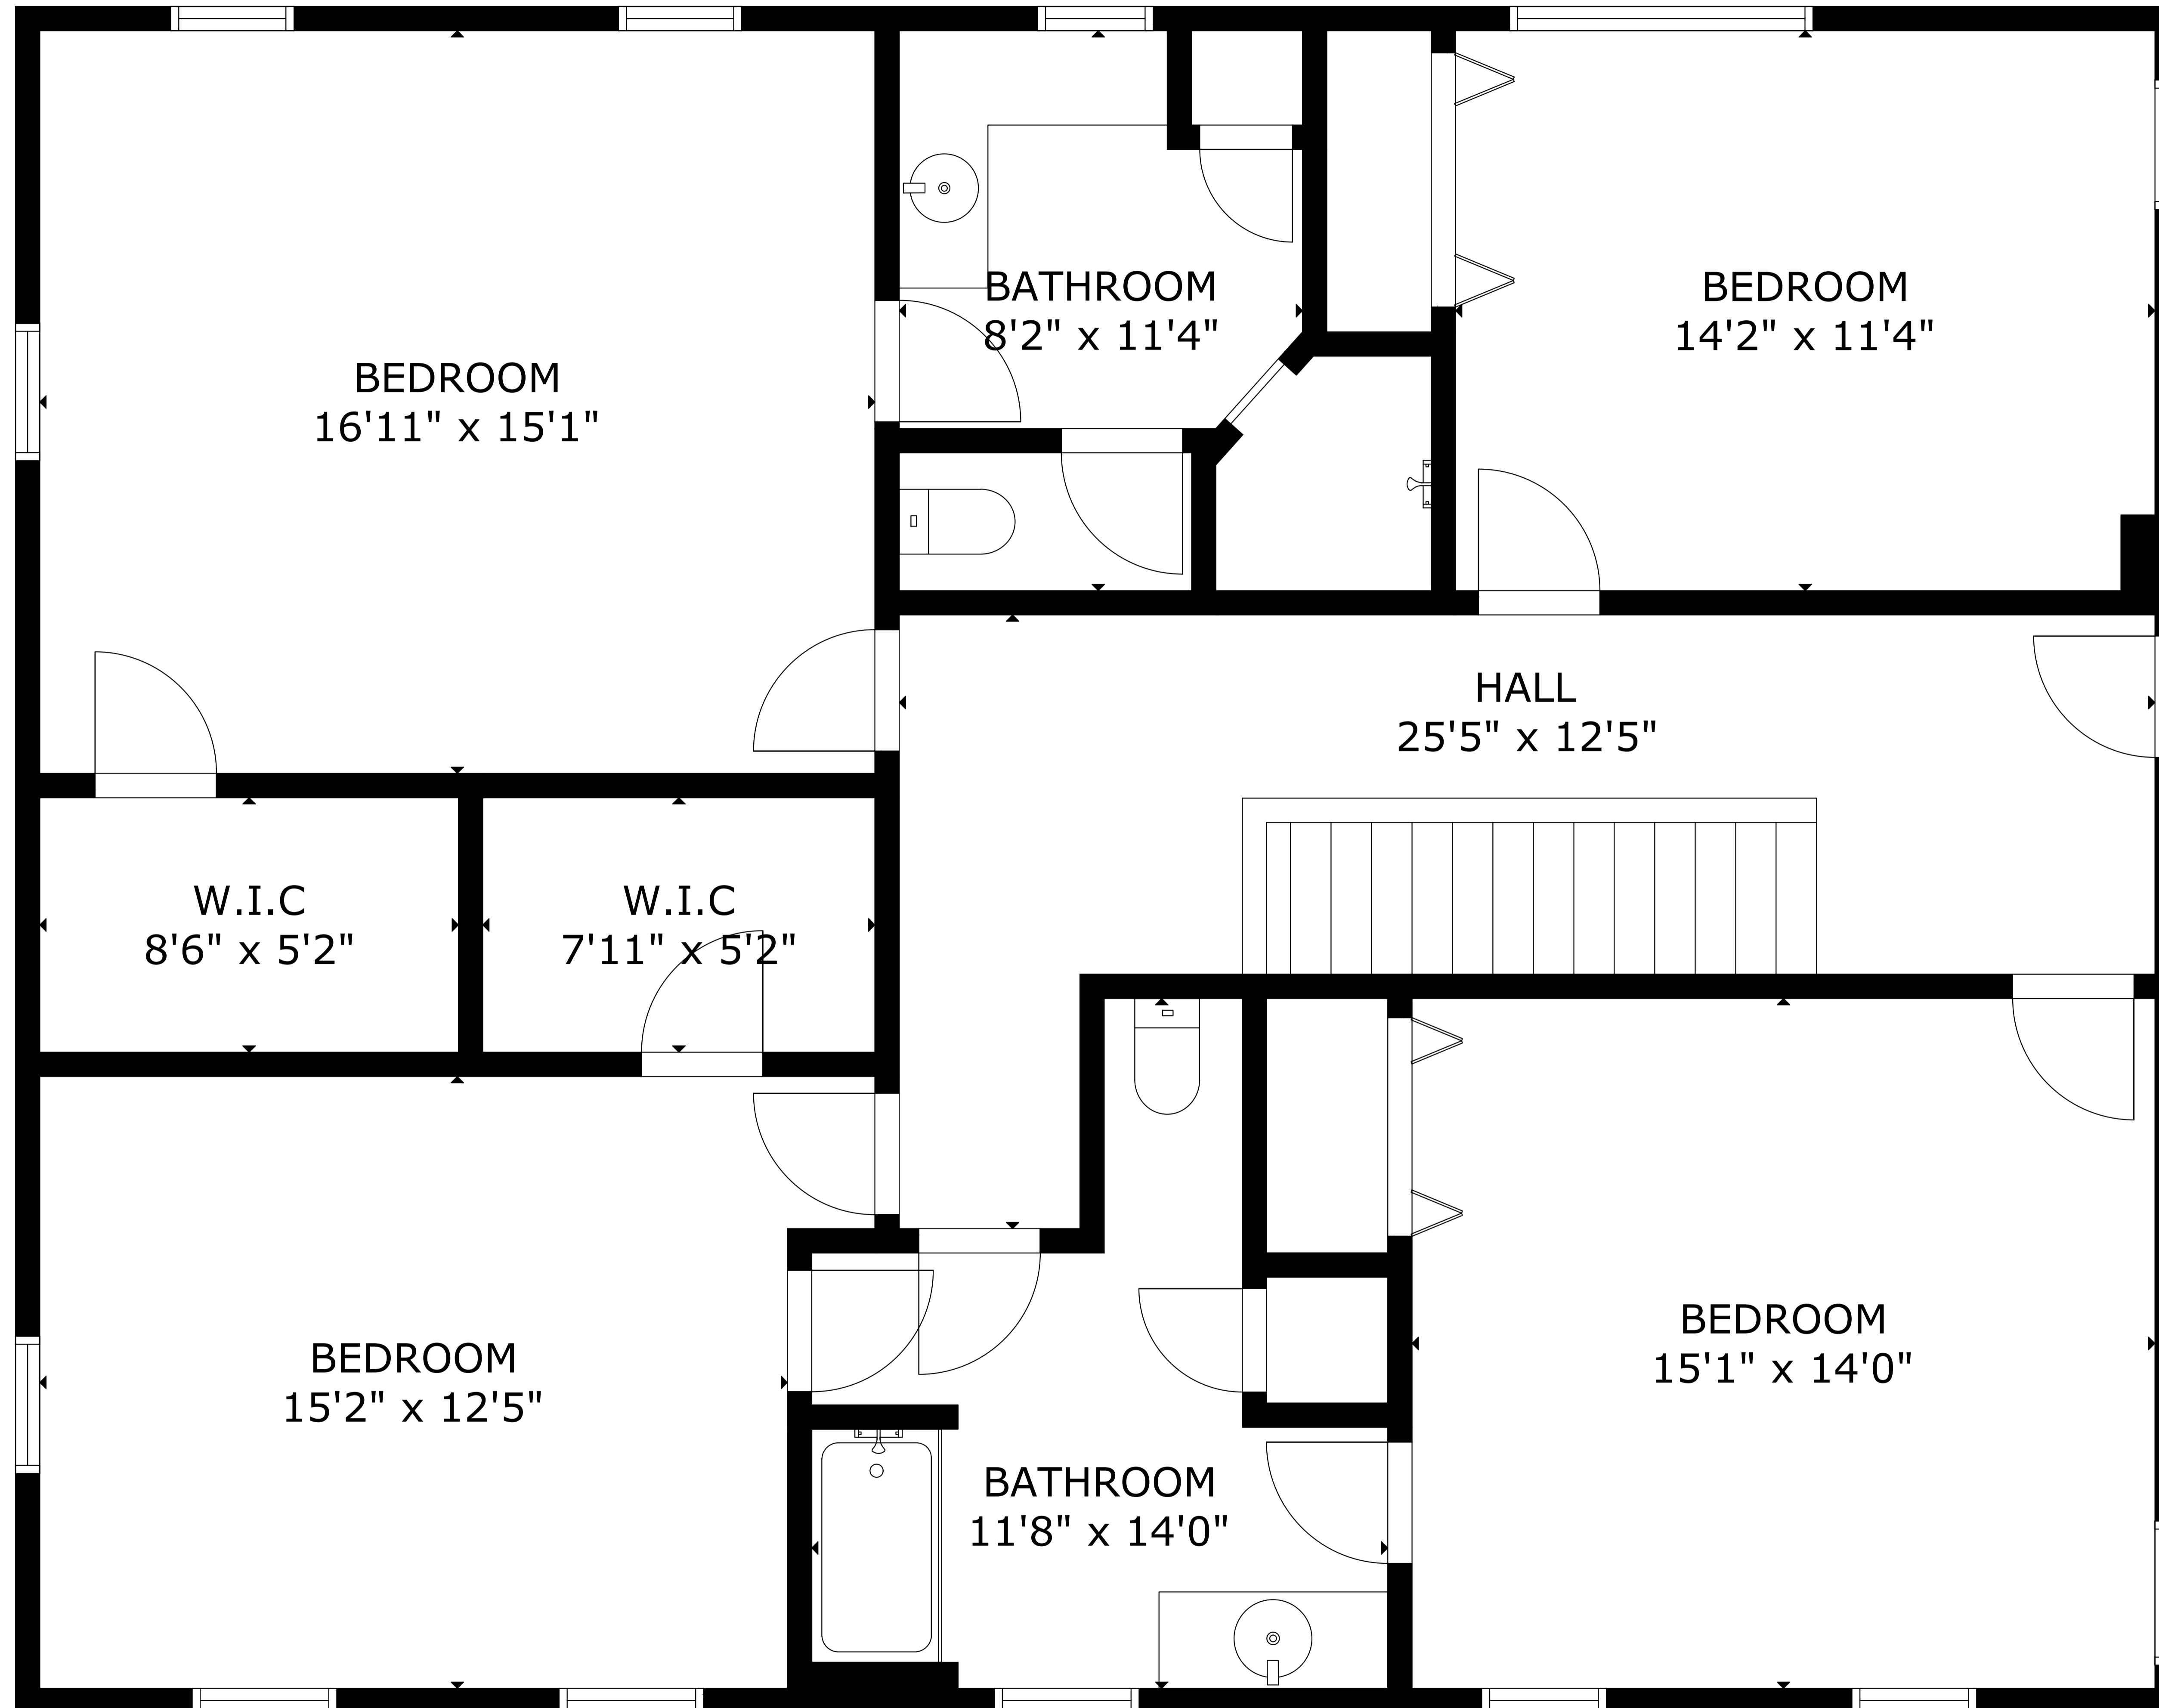 BATHROOM
8'2" x 11'4"
BEDROOM
14'2" x 11'4"
BEDROOM
16'11" x 15'1"
HALL
25'5" x 12'5"
W.I.C
8'6" x 5'2"
W.I.C
7'11" x 5'2"
BEDROOM
15'1" x 14'0"
BEDROOM
15'2" x 12'5"
BATHROOM
11'8" x 14'0"